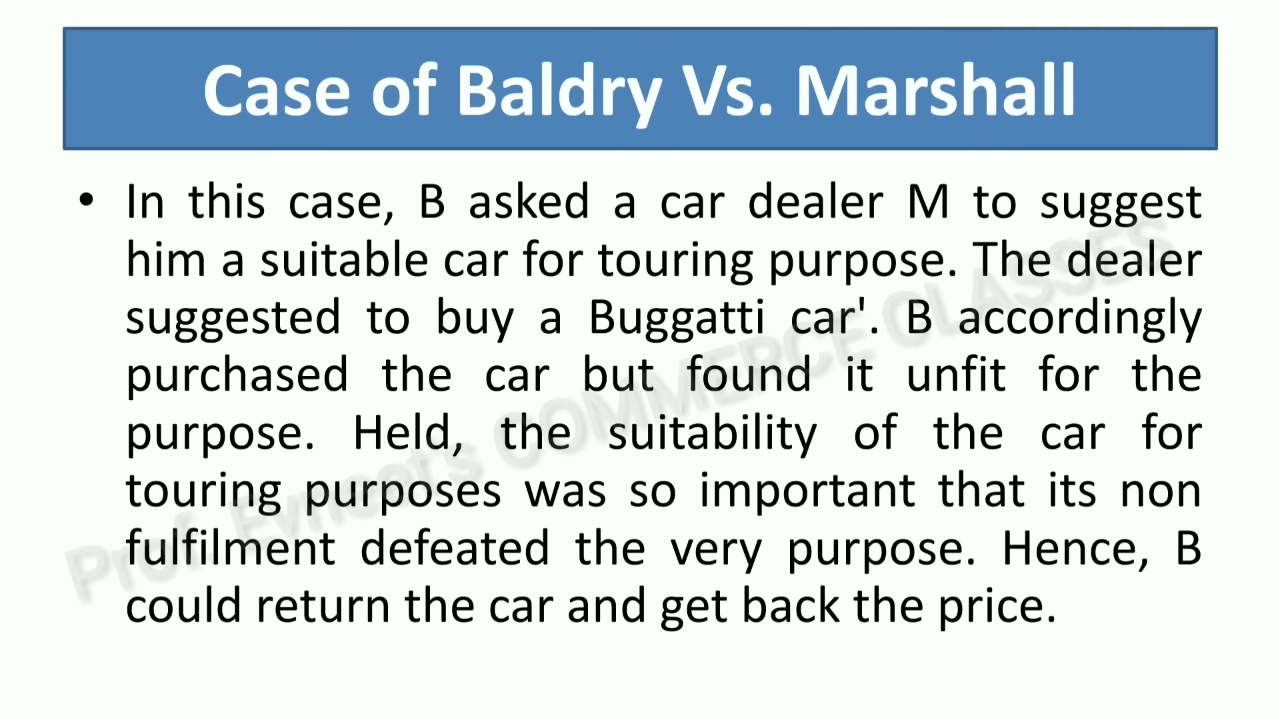 Case of Baldry Vs. Marshall
• In this case, B asked a car dealer M to suggest
him a suitable car for touring purpose. The dealer
suggested to buy a Buggatti car'. B accordingly
purchased the car but found it unfit for the
purpose. Held, the suitability of the car for
touring purposes was so important that its non
fulfilment defeated the very purpose. Hence, B
could return the car and get back the price.
Prof. COMMERCE CLASSES